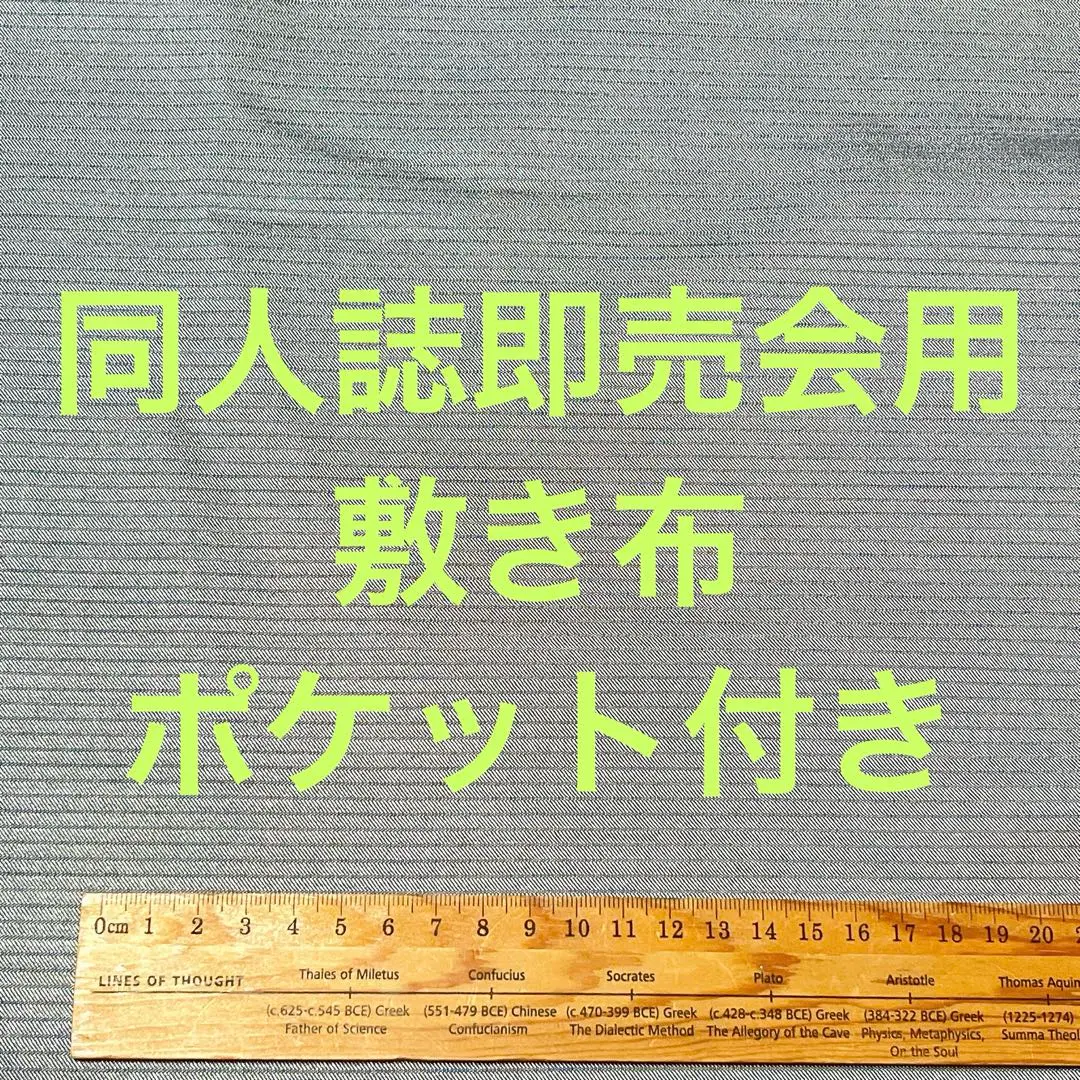 同人誌即売会用
敷き布
ポケット付き
0cm 1 2 3 4 5 6 7 8 9 10 11 12 13 14 15 16 17 18 19 20
LINES OF THOUGHT
Thales of Miletus Confucius Socrates Plato Aristotle Thomas
(c.625-c.545 BCE) Greek (551-479 BCE) Chinese (c.470-399 BCE) Greek (c.428-c.348 BCE) Greek (384-322 BCE) Greek (1225-1274)
Father of Science Confucianism The Dialectic Method The Allegory of the Cave Physics, Metaphysics, Summa
On the Soul